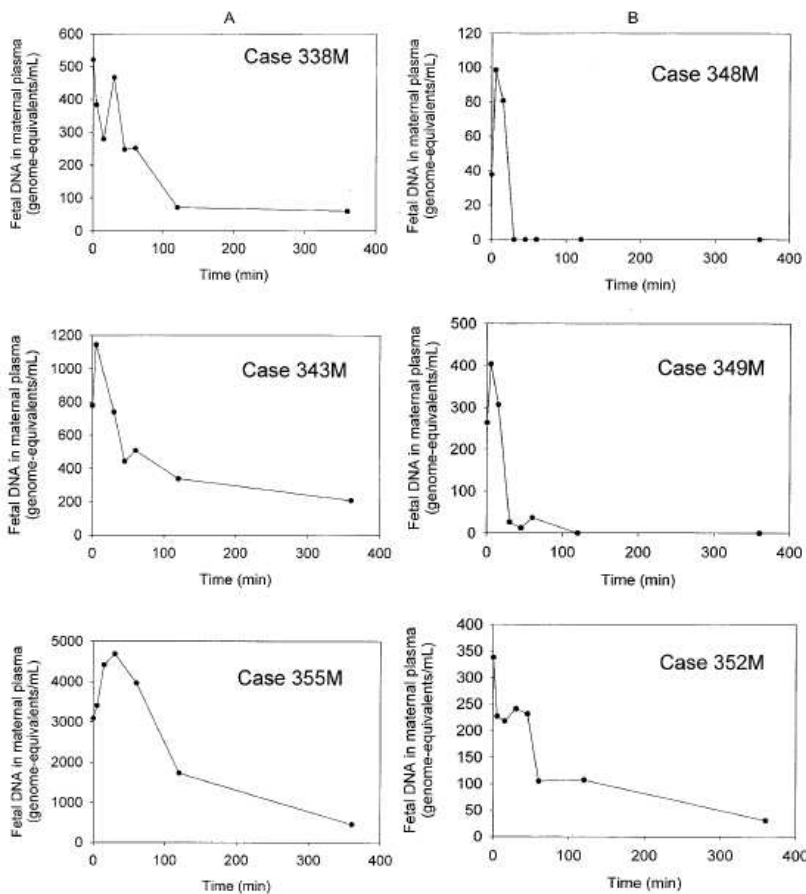 A
Case 338M
Fetal DNA in maternal plasma
(genome-equivalents/mL)
600
500
400
300
200
100
0
0 100 200 300 400
Time (min)
B
Case 348M
Fetal DNA in maternal plasma
(genome-equivalents/mL)
120
100
80
60
40
20
0
0 100 200 300 400
Time (min)
Case 343M
Fetal DNA in maternal plasma
(genome-equivalents/mL)
1200
1000
800
600
400
200
0
0 100 200 300 400
Time (min)
Case 349M
Fetal DNA in maternal plasma
(genome-equivalents/mL)
500
400
300
200
100
0
0 100 200 300 400
Time (min)
Case 355M
Fetal DNA in maternal plasma
(genome-equivalents/mL)
5000
4000
3000
2000
1000
0
0 100 200 300 400
Time (min)
Case 352M
Fetal DNA in maternal plasma
(genome-equivalents/mL)
400
350
300
250
200
150
100
50
0
0 100 200 300 400
Time (min)